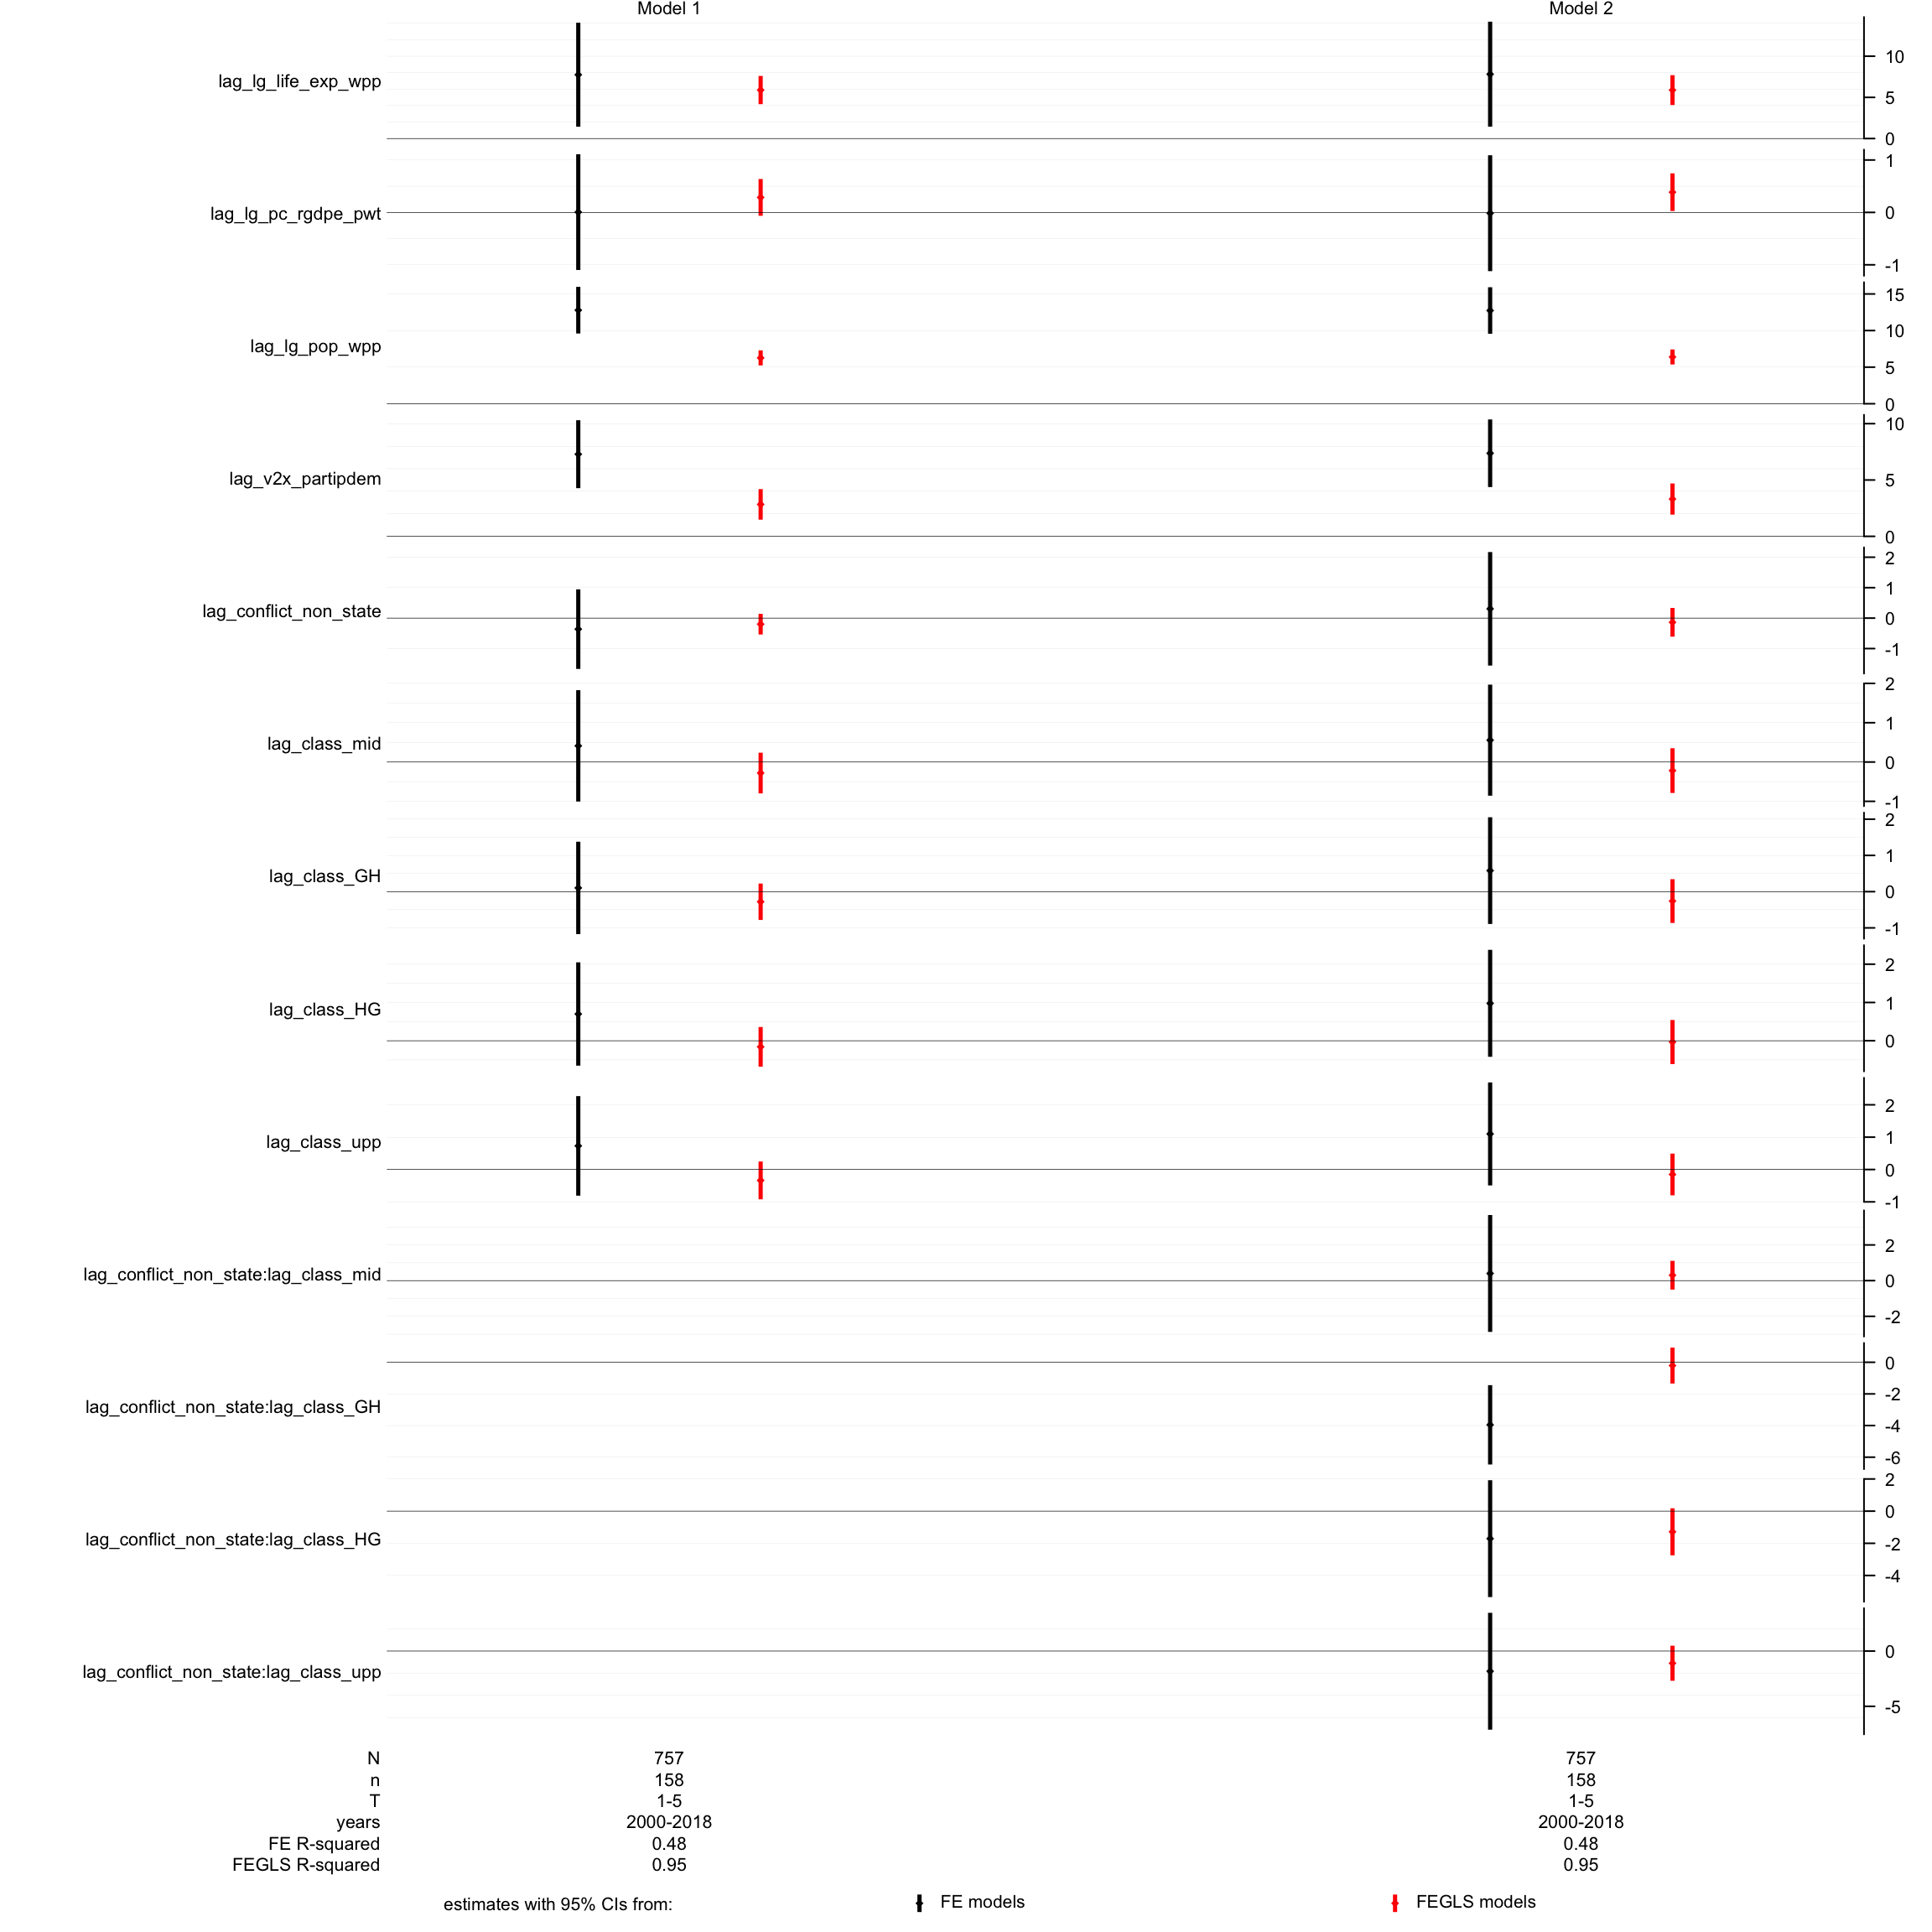 Model 1 Model 2
lag_lg_life_exp_wpp
10
5
0
lag_lg_pc_rgdpe_pwt
1
0
-1
lag_lg_pop_wpp
15
10
5
0
lag_v2x_partipdem
10
5
0
lag_conflict_non_state
2
1
0
-1
lag_class_mid
2
1
0
-1
lag_class_GH
2
1
0
-1
lag_class_HG
2
1
0
lag_class_upp
2
1
0
-1
lag_conflict_non_state:lag_class_mid
2
0
-2
lag_conflict_non_state:lag_class_GH
0
-2
-4
-6
lag_conflict_non_state:lag_class_HG
2
0
-2
-4
lag_conflict_non_state:lag_class_upp
0
-5
N 757 757
n 158 158
T 1-5 1-5
years 2000-2018 2000-2018
FE R-squared 0.48 0.48
FEGLS R-squared 0.95 0.95
estimates with 95% CIs from: FE models FEGLS models